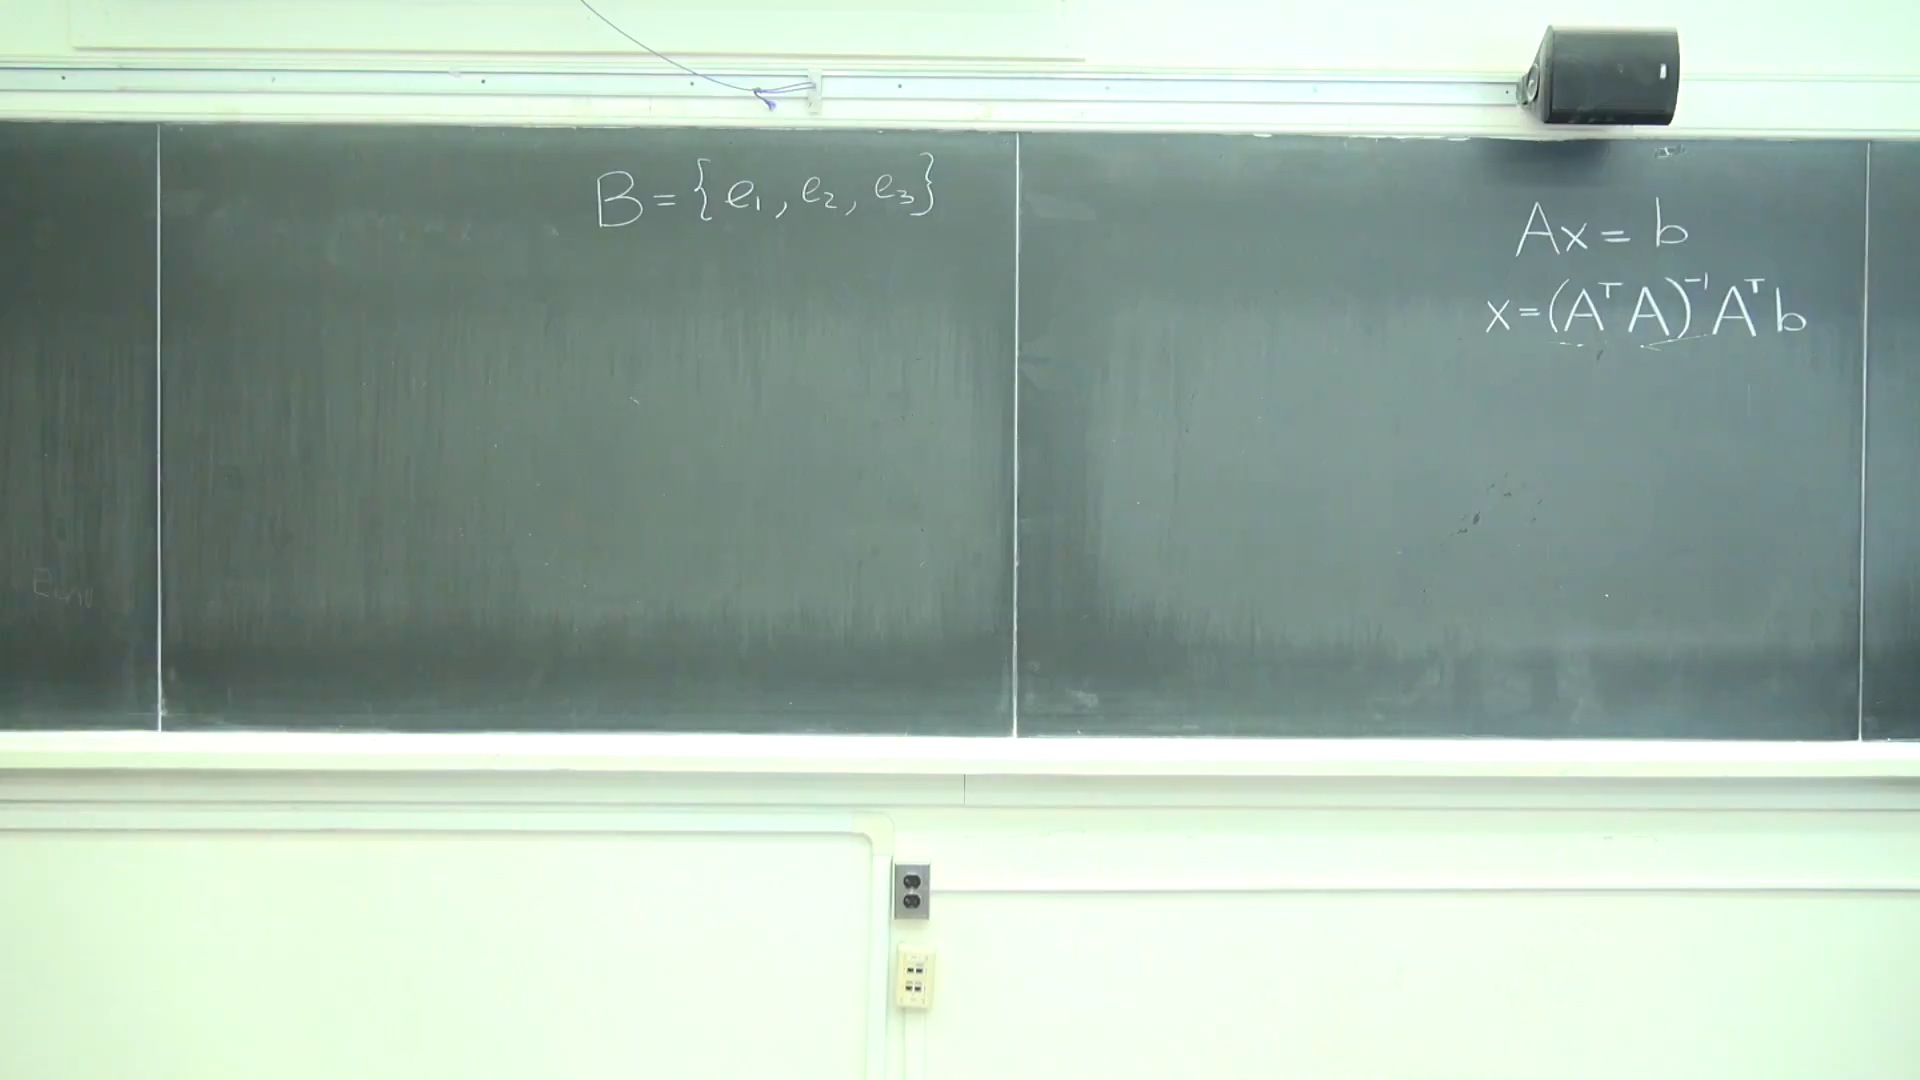 B = {e₁, e₂, e₃}
Ax = b
x = (AᵀA)⁻¹Aᵀb